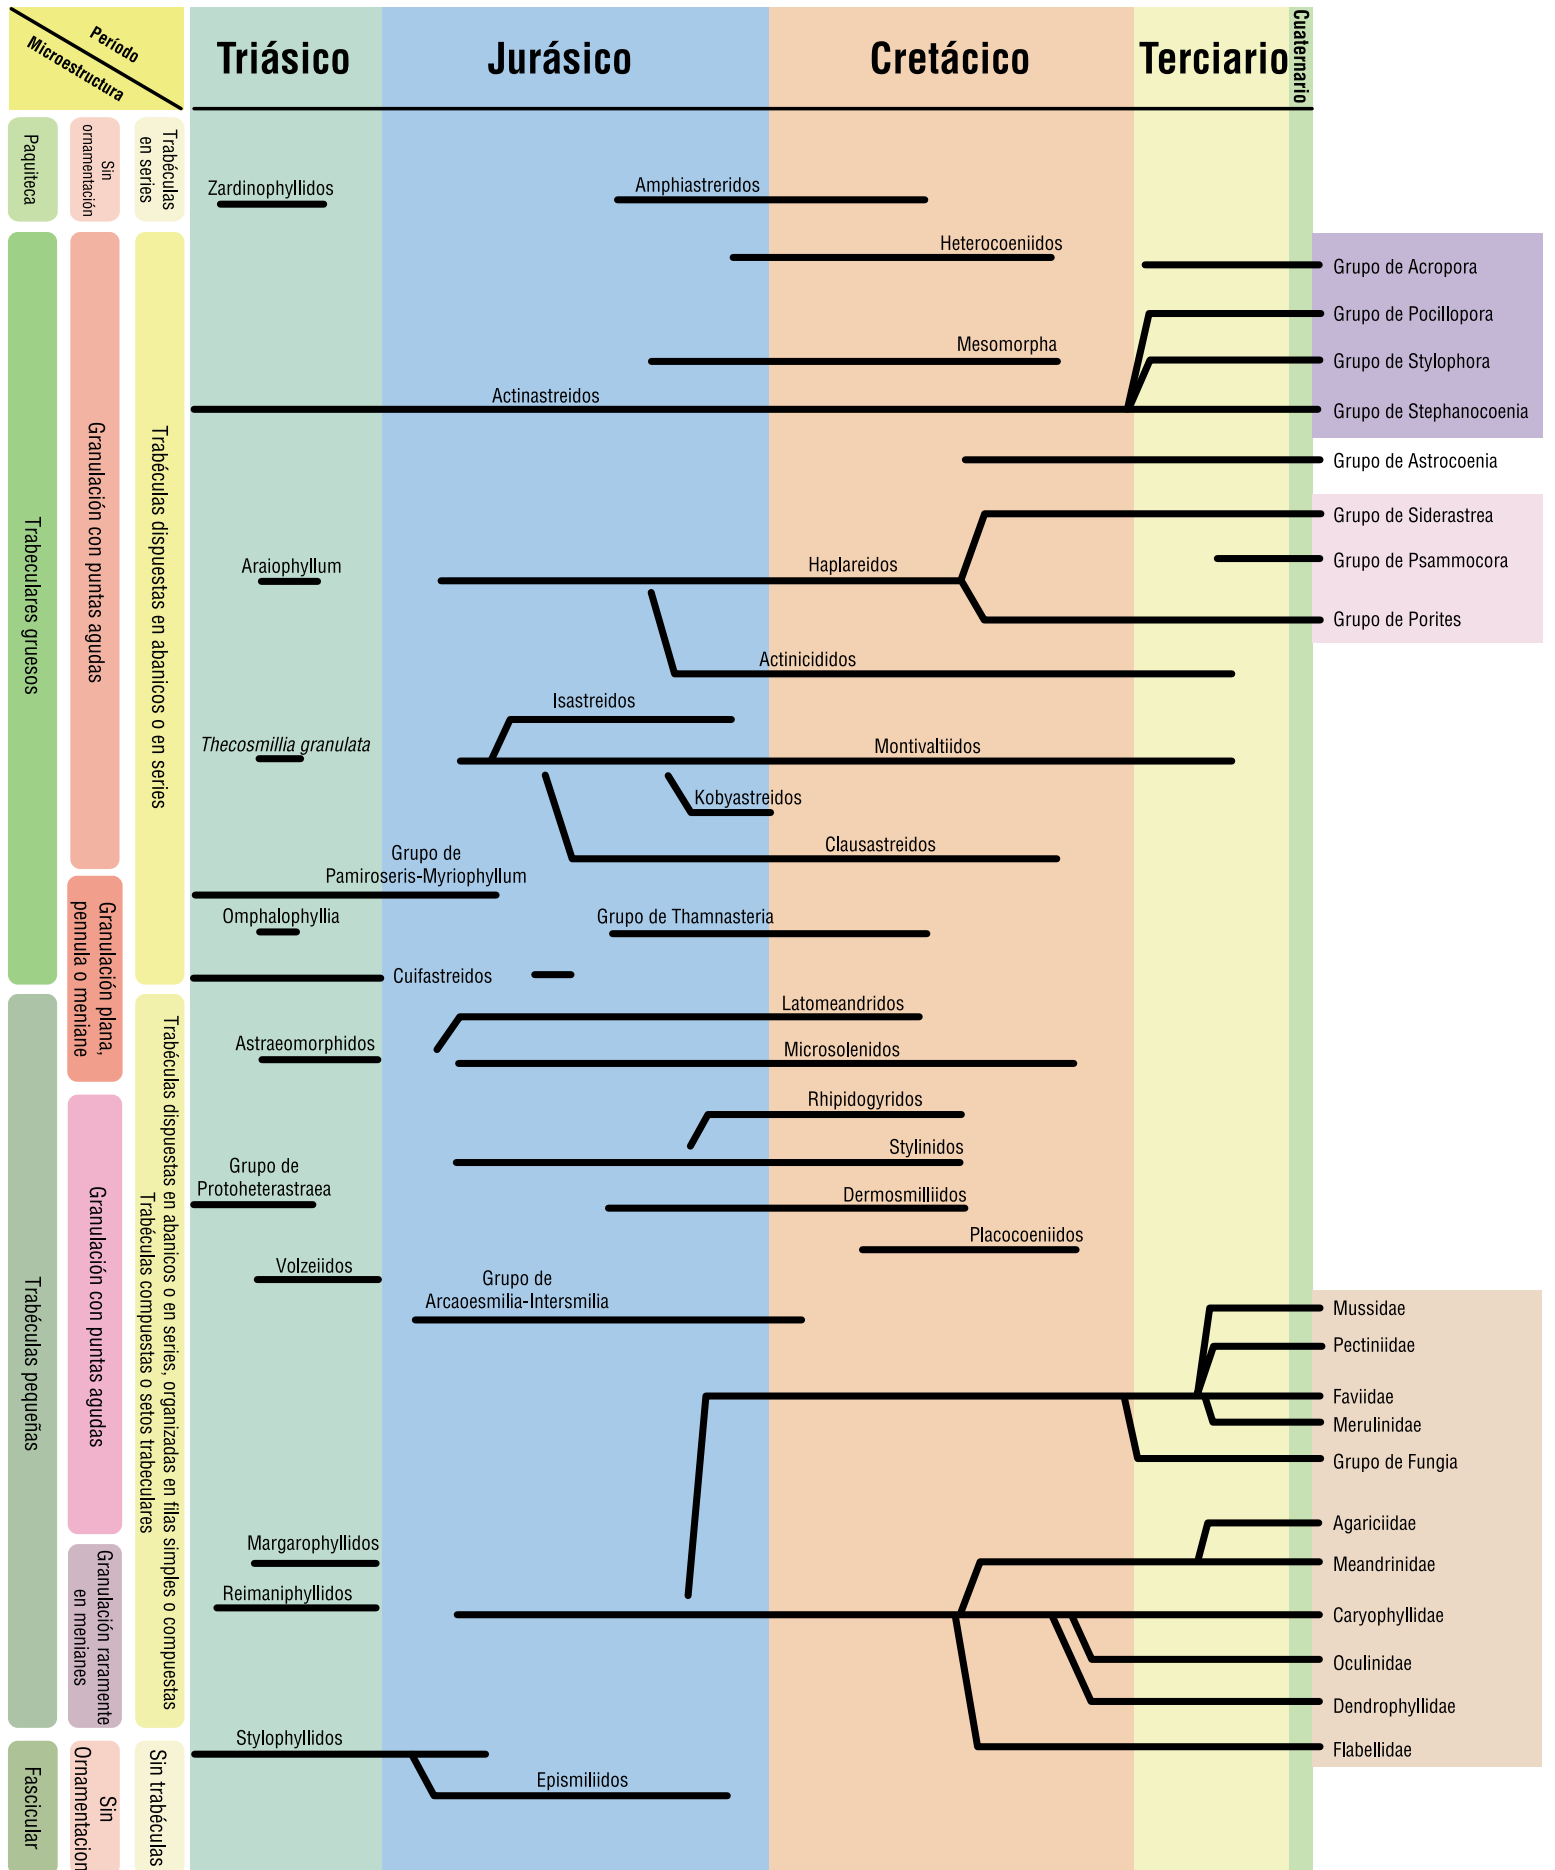 Período
Microestructura
Triásico
Jurásico
Cretácico
Terciario
Cuaternario
Paquiteca
Sin
ornamentación
Trabéculas
en series
Trabeculares gruesos
Granulación con puntas agudas
Trabéculas dispuestas en abanicos o en series
Granulación plana,
pennula o meniane
Trabéculas pequeñas
Granulación con puntas agudas
Trabéculas dispuestas en abanicos o en series, organizadas en filas simples o compuestas
Trabéculas compuestas o setos trabeculares
Granulación raramente
en menianes
Fascicular
Sin
Ornamentacion
Sin trabéculas
Zardinophyllidos
Amphiastreridos
Heterocoeniidos
Grupo de Acropora
Grupo de Pocillopora
Mesomorpha
Grupo de Stylophora
Actinastreidos
Grupo de Stephanocoenia
Grupo de Astrocoenia
Grupo de Siderastrea
Araiophyllum
Haplareidos
Grupo de Psammocora
Grupo de Porites
Actinicididos
Isastreidos
Thecosmillia granulata
Montivaltiidos
Kobyastreidos
Clausastreidos
Grupo de
Pamiroseris-Myriophyllum
Omphalophyllia
Grupo de Thamnasteria
Cuifastreidos
Latomeandridos
Astraeomorphidos
Microsolenidos
Rhipidogyridos
Stylinidos
Grupo de
Protoheterastraea
Dermosmilliidos
Placocoeniidos
Volzeiidos
Grupo de
Arcaoesmilia-Intersmilia
Mussidae
Pectiniidae
Faviidae
Merulinidae
Grupo de Fungia
Agariciidae
Margarophyllidos
Meandrinidae
Reimaniphyllidos
Caryophyllidae
Oculinidae
Dendrophyllidae
Stylophyllidos
Flabellidae
Epismiliidos